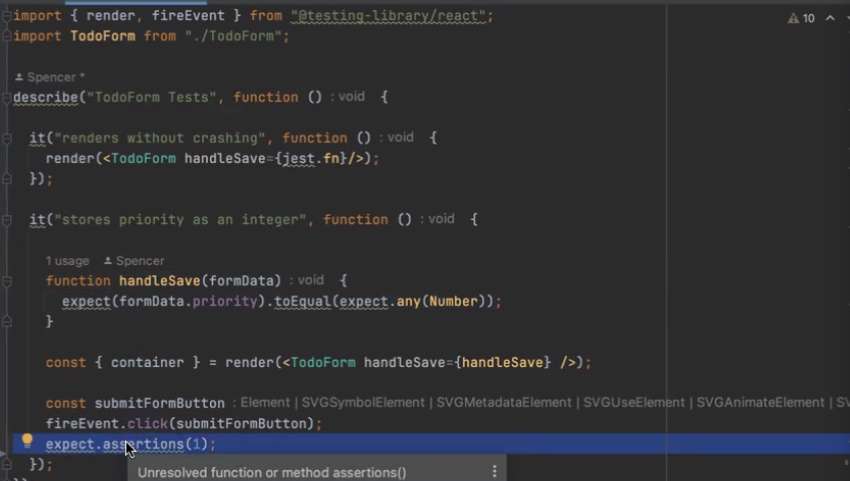 import { render, fireEvent } from "@testing-library/react";
10
import TodoForm from "./TodoForm";
Spencer *
describe("TodoForm Tests", function () : void {
it("renders without crashing", function () : void {
render(<TodoForm handleSave={jest.fn}/>);
});
it("stores priority as an integer", function () : void {
1 usage Spencer
function handleSave(formData) : void {
expect(formData.priority).toEqual(expect.any(Number));
}
const { container } = render(<TodoForm handleSave={handleSave} />);
const submitFormButton : Element | SVGSymbolElement | SVGMetadataElement | SVGUseElement | SVGAnimateElement | SV
fireEvent.click(submitFormButton);
expect.assertions(1);
});
Unresolved function or method assertions()